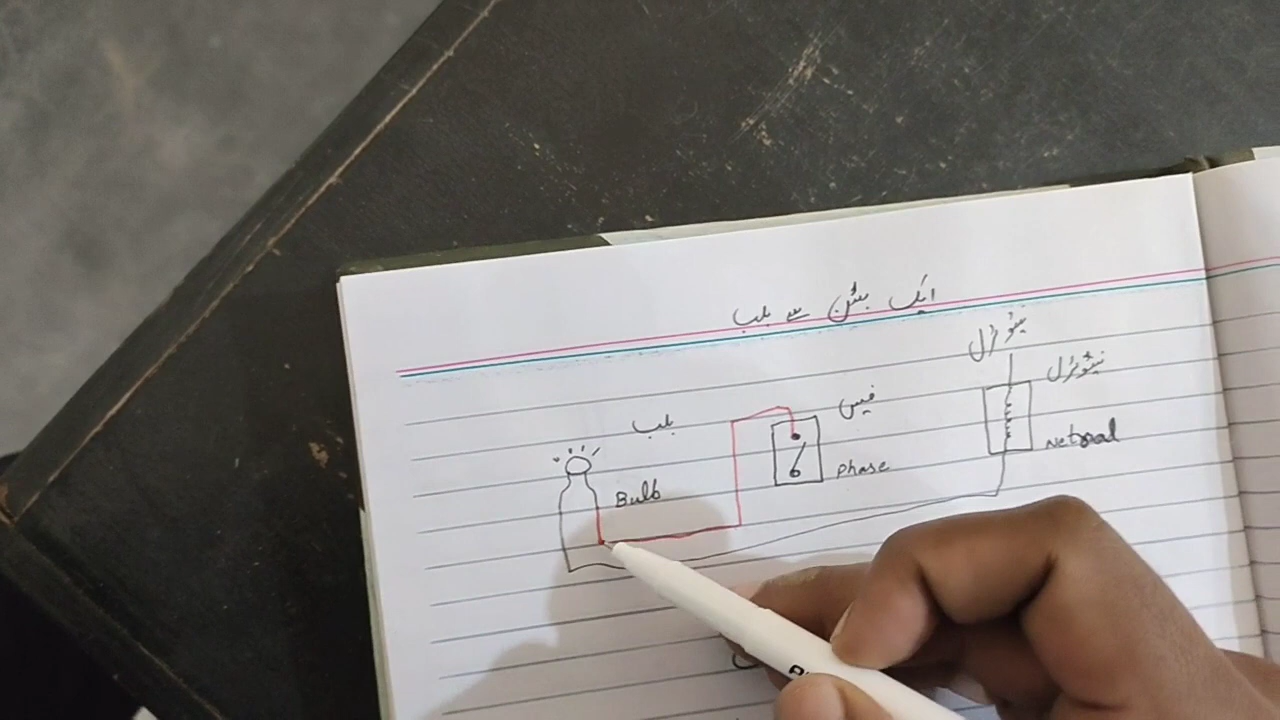 ایک بٹن سے بلب
نیوٹرل
نیوٹرل
فیس
بلب
Netral
Phase
Bulb